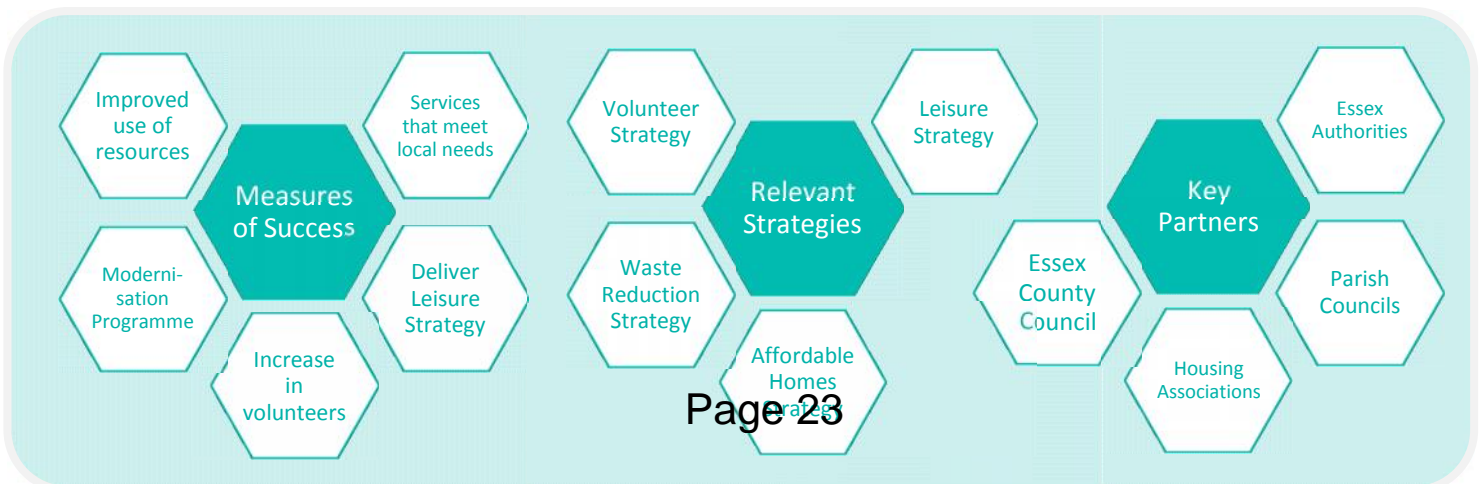 Improved
use of
resources
Services
that meet
local needs
Measures
of Success
Moderni-
sation
Programme
Deliver
Leisure
Strategy
Increase
in
volunteers
Volunteer
Strategy
Leisure
Strategy
Relevant
Strategies
Waste
Reduction
Strategy
Affordable
Homes
Strategy
Page 23
Essex
Authorities
Key
Partners
Essex
County
Council
Parish
Councils
Housing
Associations